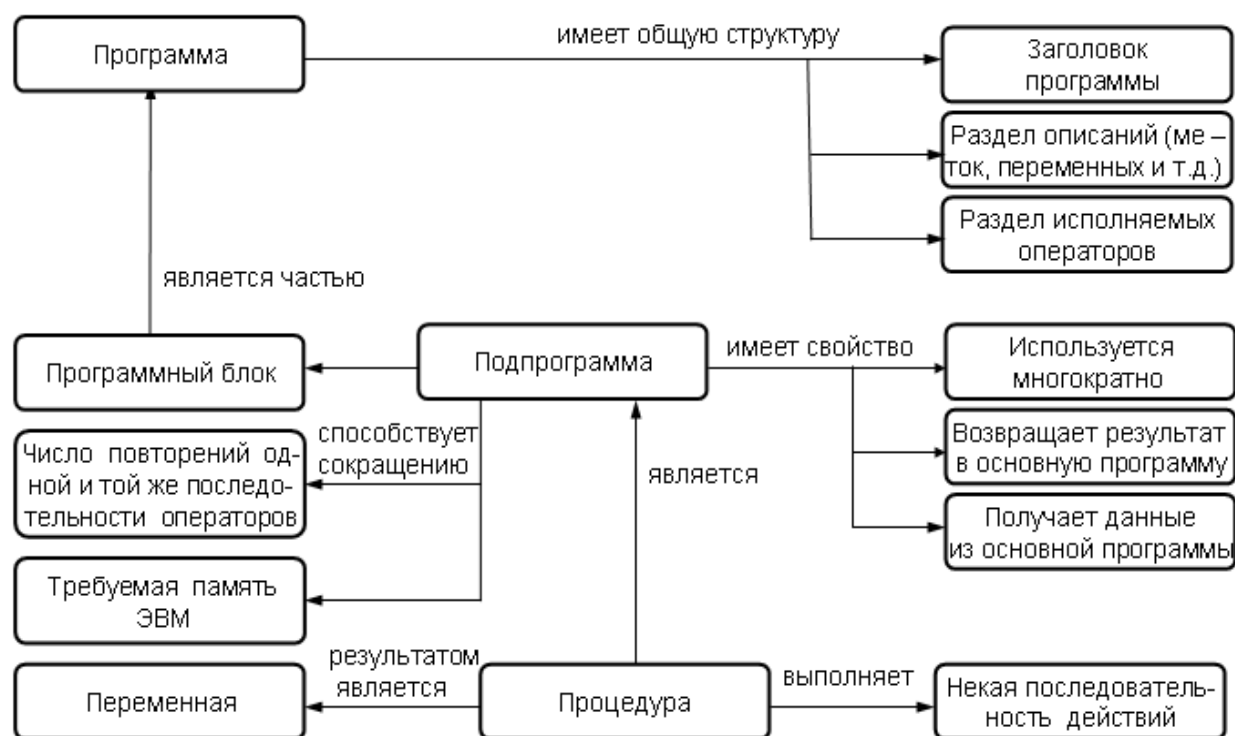 Программа
имеет общую структуру
Заголовок
программы
Раздел описаний (ме –
ток, переменных и т.д.)
Раздел исполняемых
операторов
является частью
Программный блок
Подпрограмма
имеет свойство
Используется
многократно
способствует
сокращению
Число повторений од-
ной и той же последо-
тельности операторов
является
Возвращает результат
в основную программу
Получает данные
из основной программы
Требуемая память
ЭВМ
результатом
является
Переменная
Процедура
выполняет
Некая последователь-
ность действий